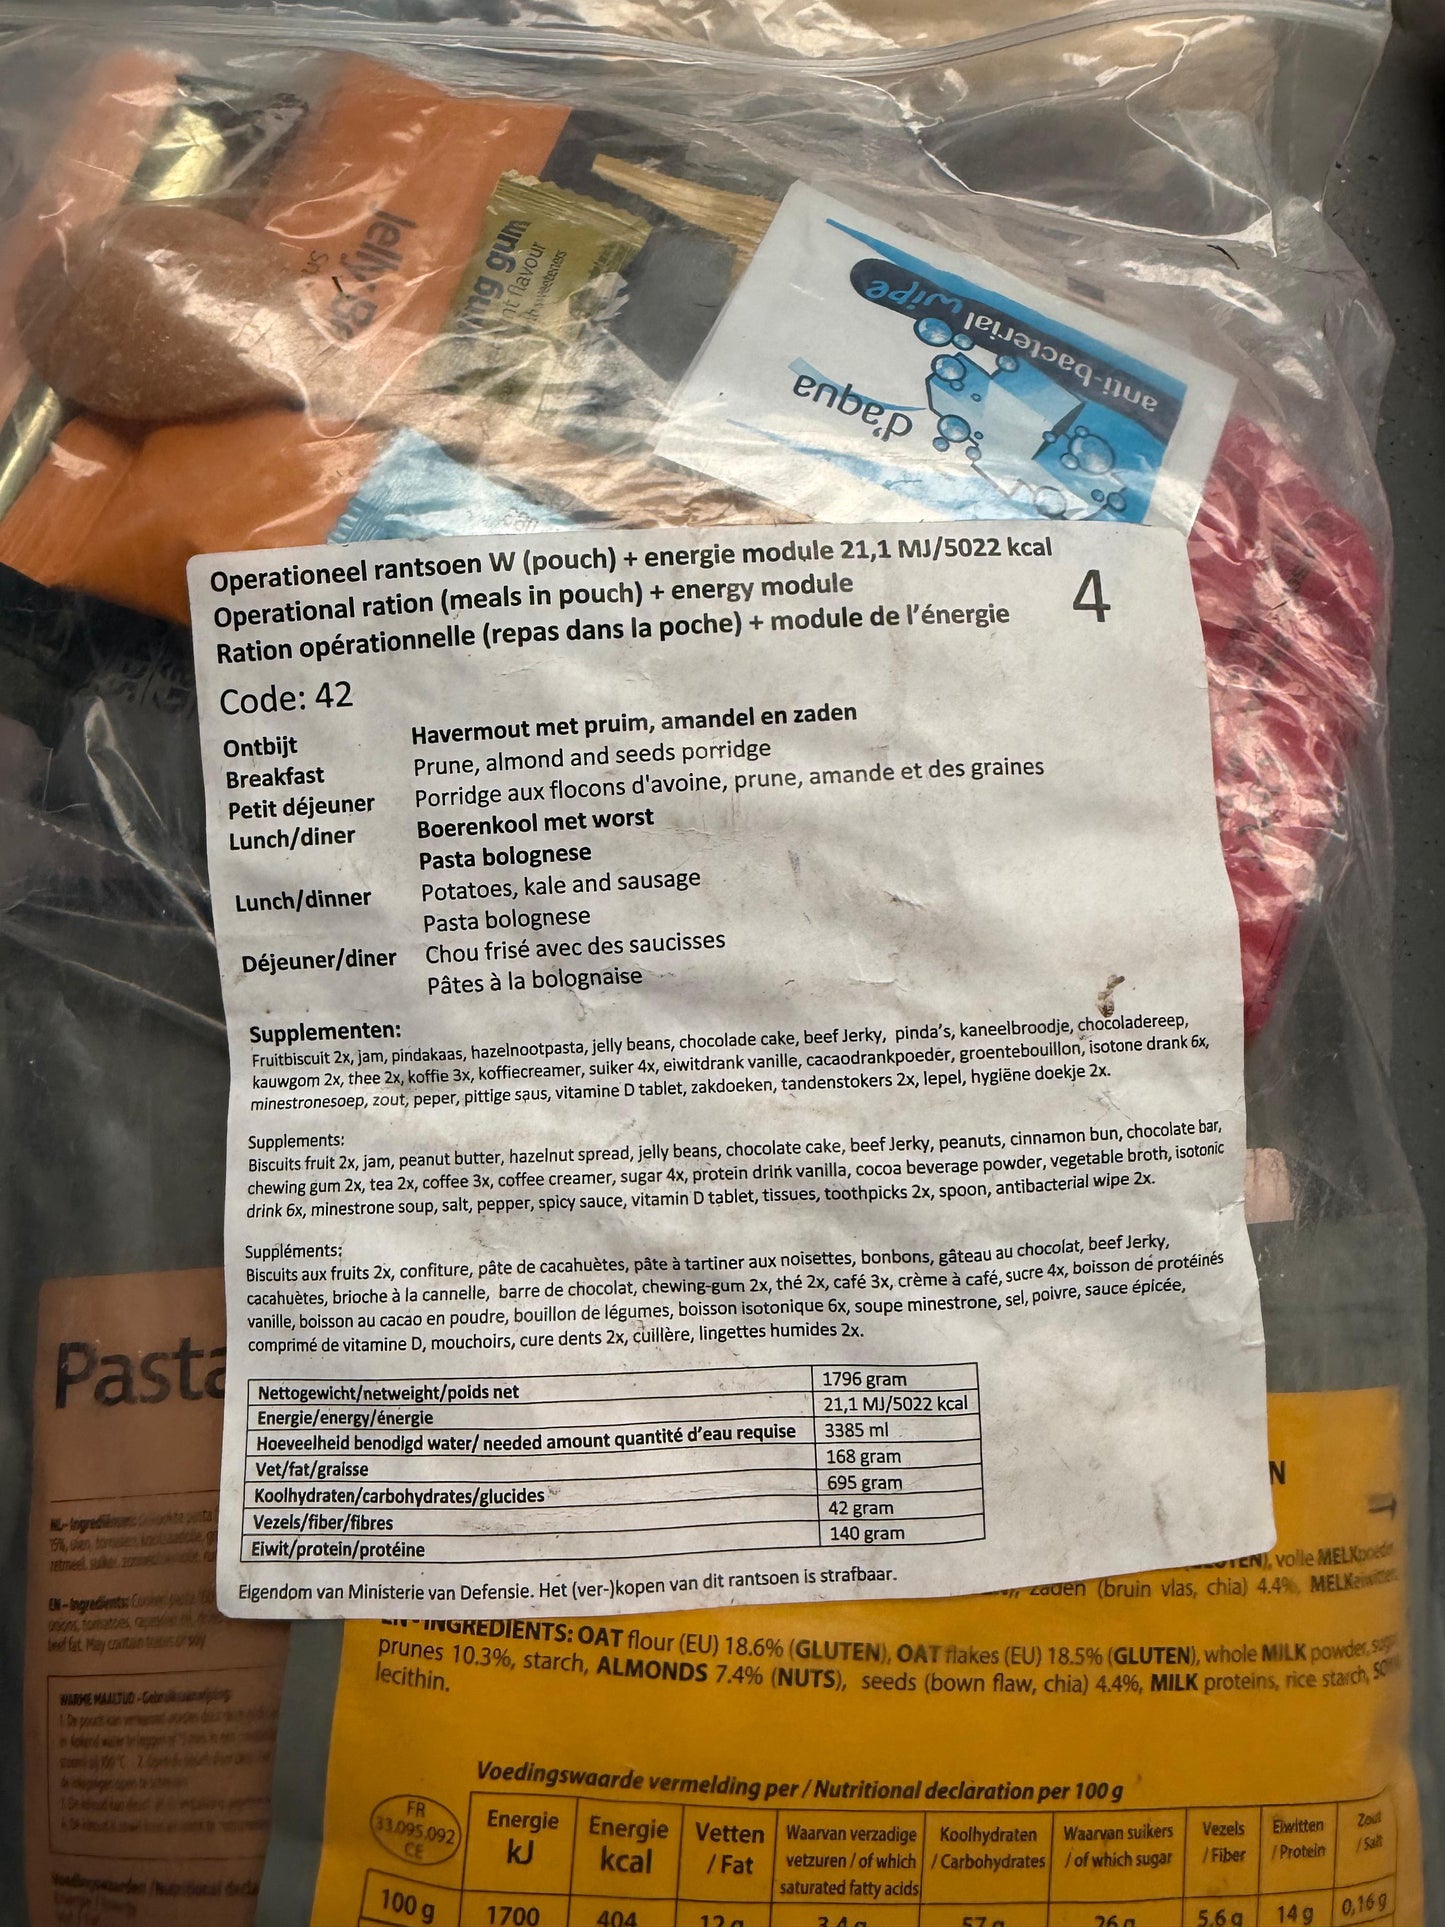 Jelly Be
ing gum
nt flavour
th sweeteners
anti-bacterial wipe
d'aqua
Operationeel rantsoen W (pouch) + energie module 21,1 MJ/5022 kcal
Operational ration (meals in pouch) + energy module
Ration opérationnelle (repas dans la poche) + module de l'énergie
4
Code: 42
Ontbijt Havermout met pruim, amandel en zaden
Breakfast Prune, almond and seeds porridge
Petit déjeuner Porridge aux flocons d'avoine, prune, amande et des graines
Lunch/diner Boerenkool met worst
Pasta bolognese
Lunch/dinner Potatoes, kale and sausage
Pasta bolognese
Déjeuner/diner Chou frisé avec des saucisses
Pâtes à la bolognaise
Supplementen:
Fruitbiscuit 2x, jam, pindakaas, hazelnootpasta, jelly beans, chocolade cake, beef Jerky, pinda's, kaneelbroodje, chocoladereep,
kauwgom 2x, thee 2x, koffie 3x, koffiecreamer, suiker 4x, eiwitdrank vanille, cacaodrankpoeder, groentebouillon, isotone drank 6x,
minestronesoep, zout, peper, pittige saus, vitamine D tablet, zakdoeken, tandenstokers 2x, lepel, hygiëne doekje 2x.
Supplements:
Biscuits fruit 2x, jam, peanut butter, hazelnut spread, jelly beans, chocolate cake, beef Jerky, peanuts, cinnamon bun, chocolate bar,
chewing gum 2x, tea 2x, coffee 3x, coffee creamer, sugar 4x, protein drink vanilla, cocoa beverage powder, vegetable broth, isotonic
drink 6x, minestrone soup, salt, pepper, spicy sauce, vitamin D tablet, tissues, toothpicks 2x, spoon, antibacterial wipe 2x.
Suppléments:
Biscuits aux fruits 2x, confiture, pâte de cacahuètes, pâte à tartiner aux noisettes, bonbons, gâteau au chocolat, beef Jerky,
cacahuètes, brioche à la cannelle, barre de chocolat, chewing-gum 2x, thé 2x, café 3x, crème à café, sucre 4x, boisson de protéinés
vanille, boisson au cacao en poudre, bouillon de légumes, boisson isotonique 6x, soupe minestrone, sel, poivre, sauce épicée,
comprimé de vitamine D, mouchoirs, cure dents 2x, cuillère, lingettes humides 2x.
Nettogewicht/netweight/poids net 1796 gram
Energie/energy/énergie 21,1 MJ/5022 kcal
Hoeveelheid benodigd water/ needed amount quantité d'eau requise 3385 ml
Vet/fat/graisse 168 gram
Koolhydraten/carbohydrates/glucides 695 gram
Vezels/fiber/fibres 42 gram
Eiwit/protein/protéine 140 gram
Eigendom van Ministerie van Defensie. Het (ver-)kopen van dit rantsoen is strafbaar.
Pasta
NL-Ingrediënten:
EN-Ingredients: Cooked pasta
beef fat. May contain traces of soy
WARME MAALTIJD - Gebruiksaanwijzing
N
volle MELKpoeder
zaden (bruin vlas, chia) 4.4%, MELKeiwitten
EN-INGREDIENTS: OAT flour (EU) 18.6% (GLUTEN), OAT flakes (EU) 18.5% (GLUTEN), whole MILK powder,
prunes 10.3%, starch, ALMONDS 7.4% (NUTS), seeds (bown flaw, chia) 4.4%, MILK proteins, rice starch,
lecithin.
Voedingswaarde vermelding per / Nutritional declaration per 100 g
FR
33.095.092
CE
Energie kJ Energie kcal Vetten / Fat Waarvan verzadige vetzuren / of which saturated fatty acids Koolhydraten / Carbohydrates Waarvan suikers / of which sugar Vezels / Fiber Eiwitten / Protein Zout / Salt
100 g 1700 404 12 g 3.4 g 57 g 26 g 5,6 g 14 g 0,16 g